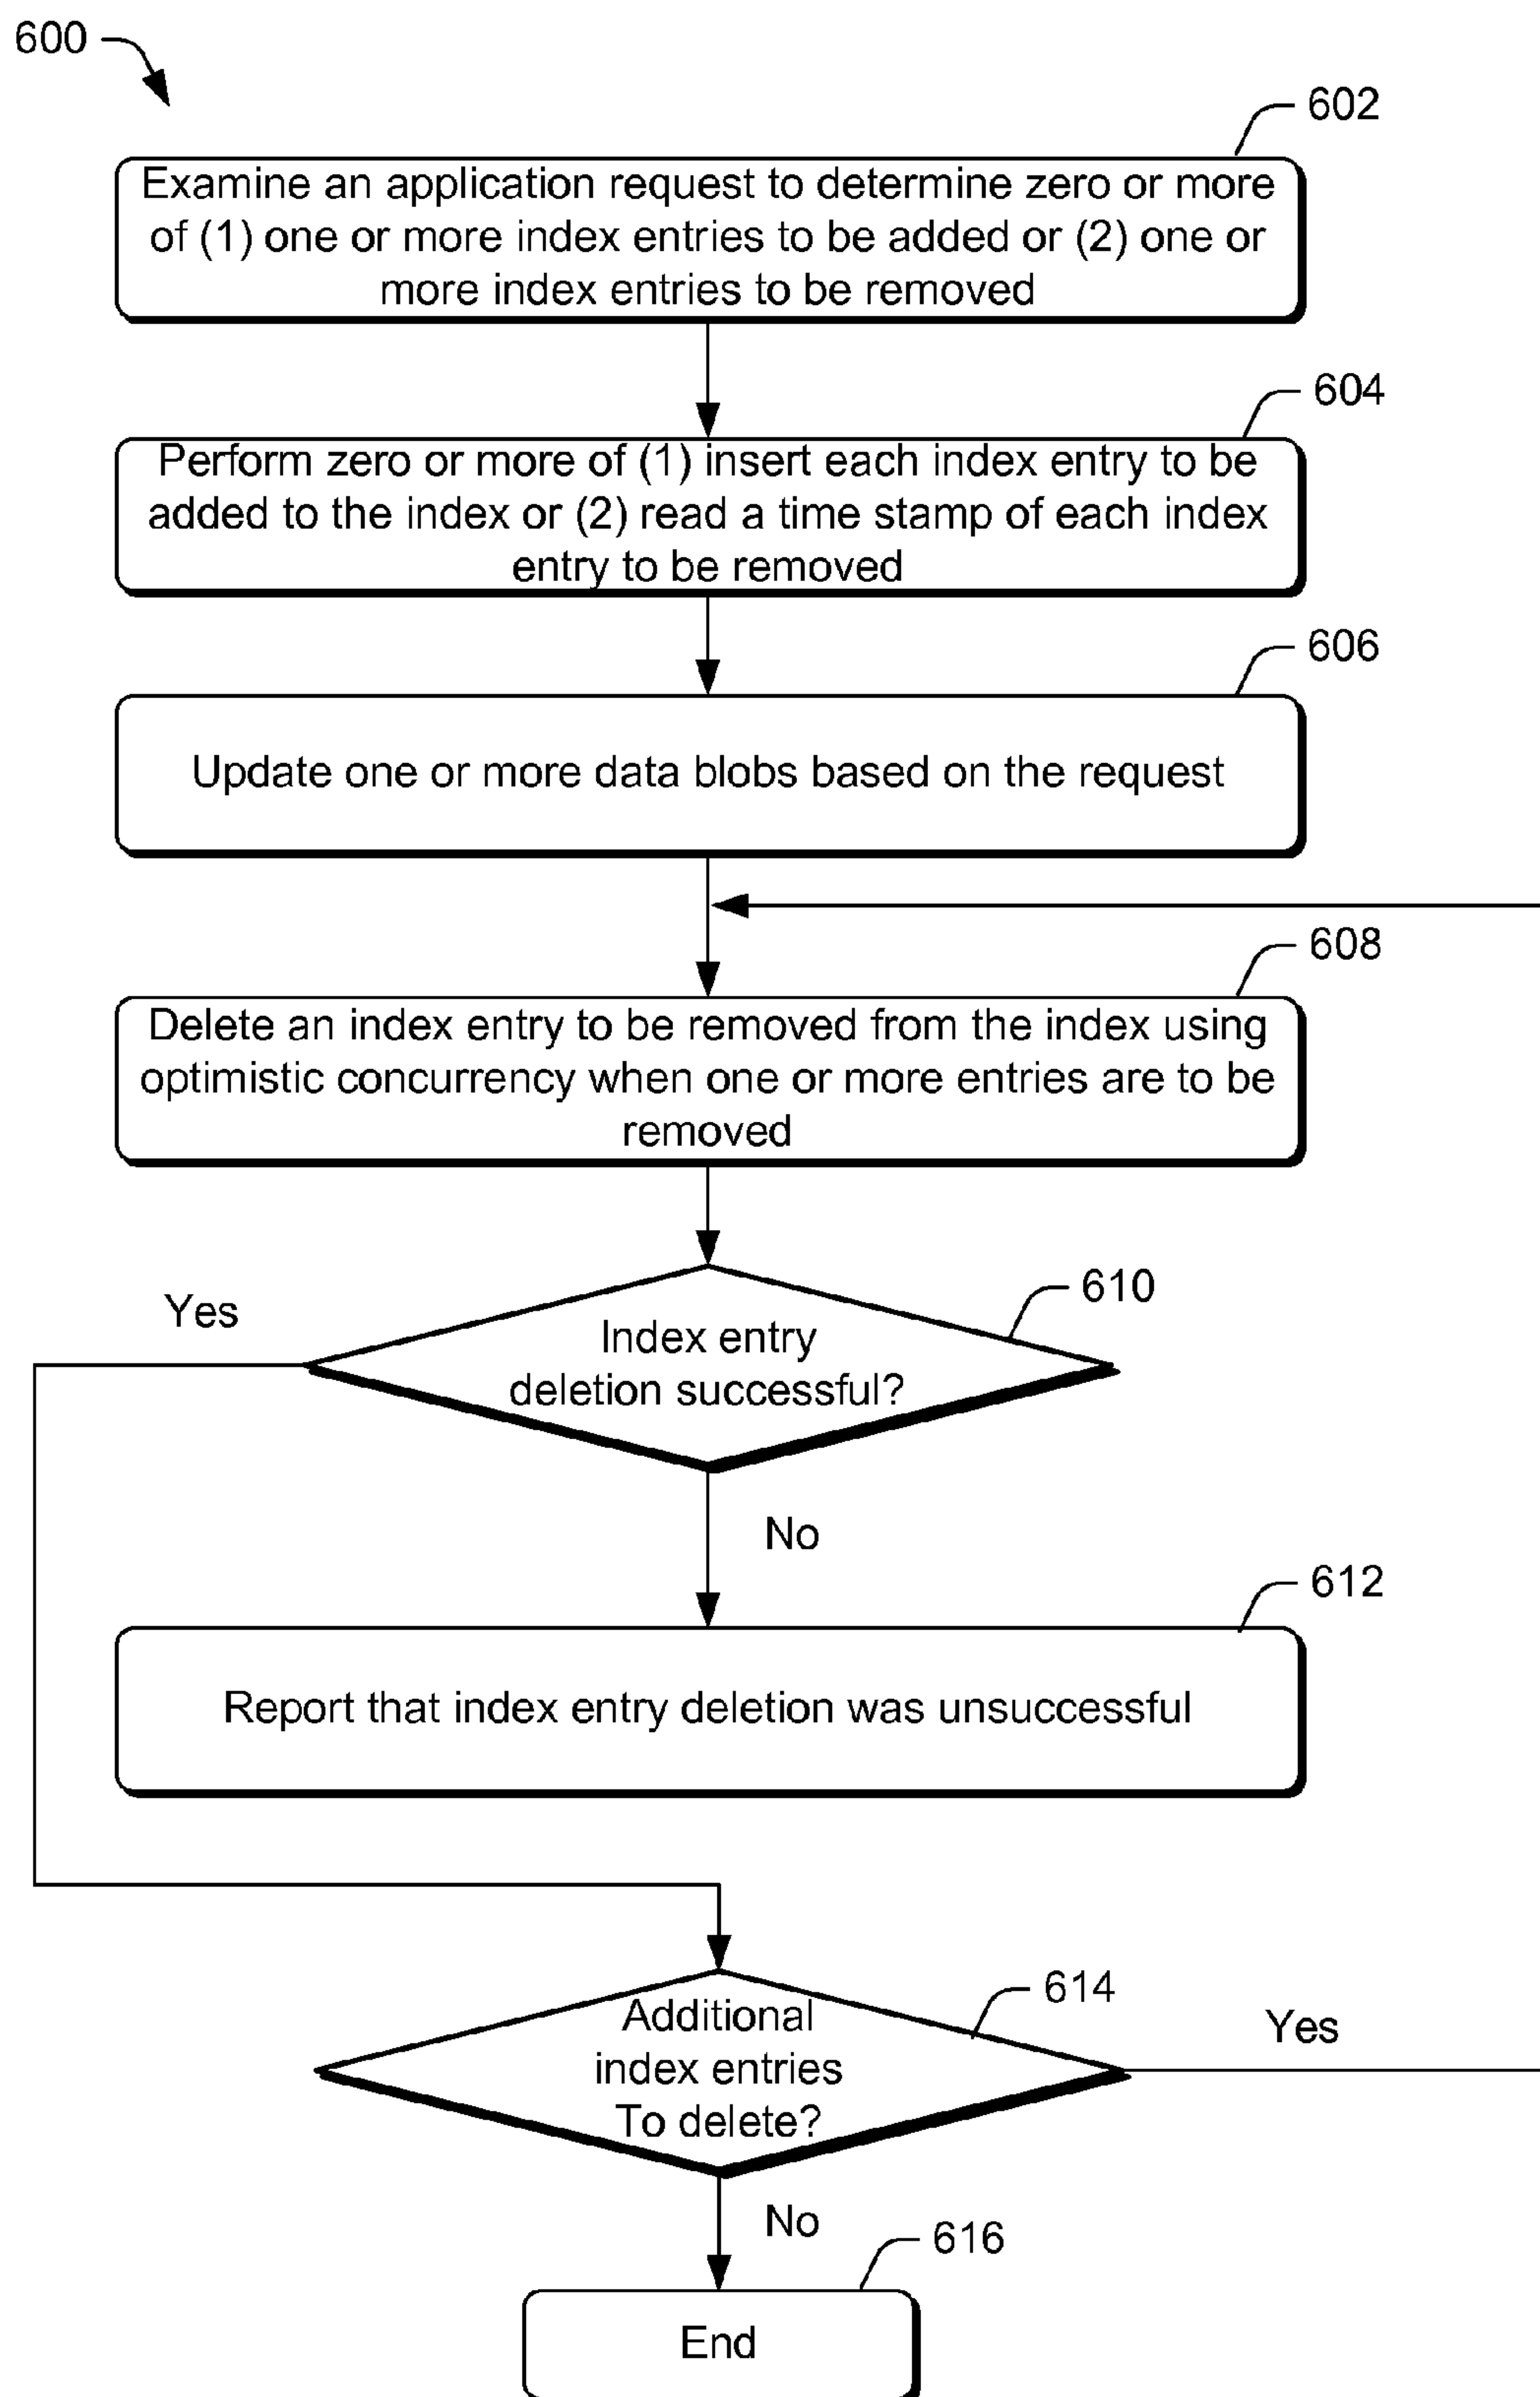 600
602
Examine an application request to determine zero or more
of (1) one or more index entries to be added or (2) one or
more index entries to be removed
604
Perform zero or more of (1) insert each index entry to be
added to the index or (2) read a time stamp of each index
entry to be removed
606
Update one or more data blobs based on the request
608
Delete an index entry to be removed from the index using
optimistic concurrency when one or more entries are to be
removed
610
Yes
Index entry
deletion successful?
No
612
Report that index entry deletion was unsuccessful
614
Additional
index entries
To delete?
Yes
No
616
End